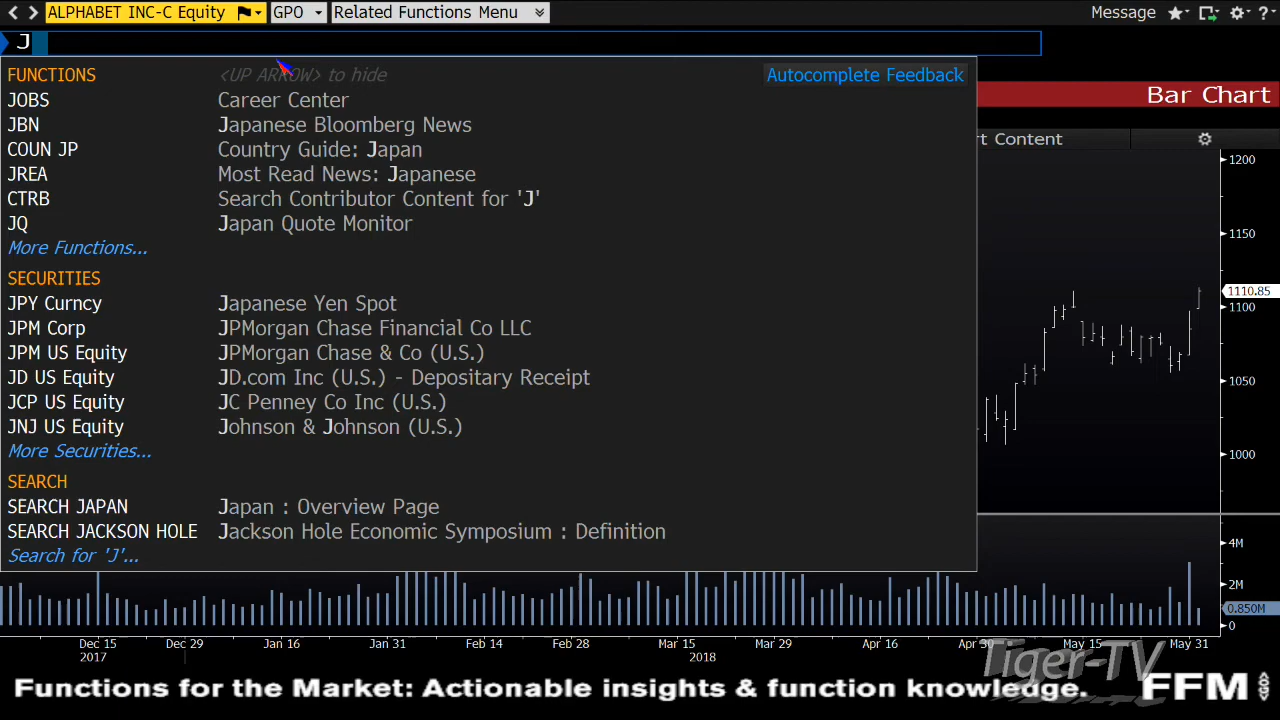 ALPHABET INC-C Equity GPO Related Functions Menu Message ?
J
FUNCTIONS <UP ARROW> to hide Autocomplete Feedback
JOBS Career Center
JBN Japanese Bloomberg News
COUN JP Country Guide: Japan
JREA Most Read News: Japanese
CTRB Search Contributor Content for 'J'
JQ Japan Quote Monitor
More Functions...
SECURITIES
JPY Curncy Japanese Yen Spot
JPM Corp JPMorgan Chase Financial Co LLC
JPM US Equity JPMorgan Chase & Co (U.S.)
JD US Equity JD.com Inc (U.S.) - Depositary Receipt
JCP US Equity JC Penney Co Inc (U.S.)
JNJ US Equity Johnson & Johnson (U.S.)
More Securities...
SEARCH
SEARCH JAPAN Japan : Overview Page
SEARCH JACKSON HOLE Jackson Hole Economic Symposium : Definition
Search for 'J'...
Bar Chart
t Content
1200
1150
1110.85
1100
1050
1000
4M
2M
0.850M
0
Dec 15 Dec 29 Jan 16 Jan 31 Feb 14 Feb 28 Mar 15 Mar 29 Apr 16 Apr 30 May 15 May 31
2017 2018
Tiger-TV
Functions for the Market: Actionable insights & function knowledge. FFM